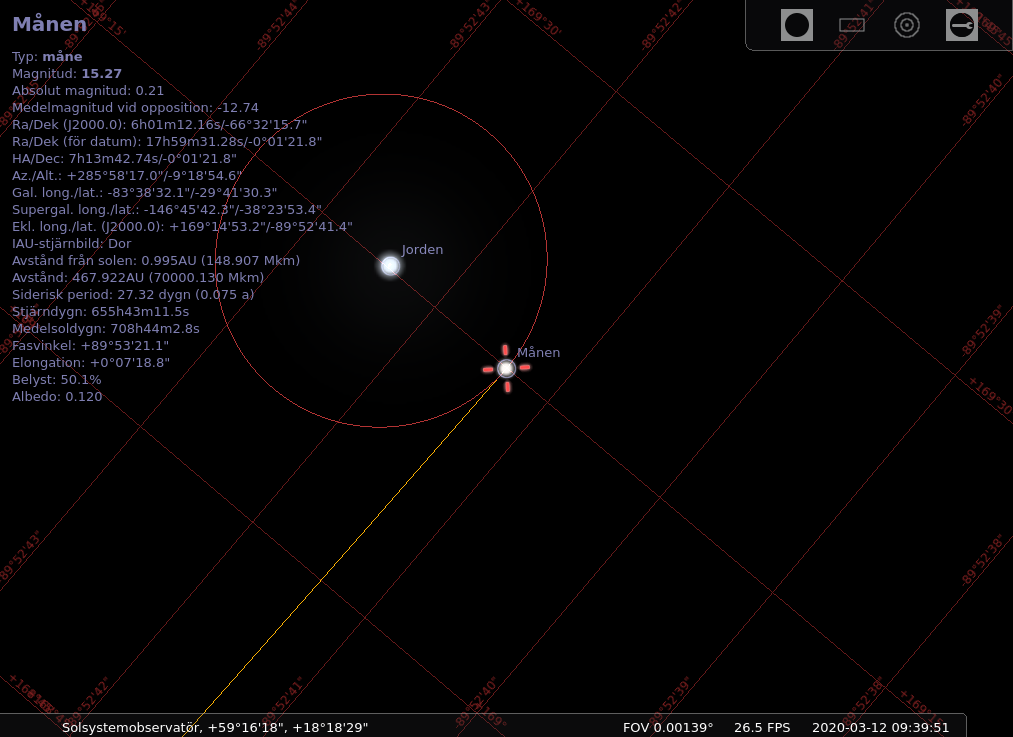 Månen
Typ: måne
Magnitud: 15.27
Absolut magnitud: 0.21
Medelmagnitud vid opposition: -12.74
Ra/Dek (J2000.0): 6h01m12.16s/-66°32'15.7"
Ra/Dek (för datum): 17h59m31.28s/-0°01'21.8"
HA/Dec: 7h13m42.74s/-0°01'21.8"
Az./Alt.: +285°58'17.0"/-9°18'54.6"
Gal. long./lat.: -83°38'32.1"/-29°41'30.3"
Supergal. long./lat.: -146°45'42.3"/-38°23'53.4"
Ekl. long./lat. (J2000.0): +169°14'53.2"/-89°52'41.4"
IAU-stjärnbild: Dor
Avstånd från solen: 0.995AU (148.907 Mkm)
Avstånd: 467.922AU (70000.130 Mkm)
Siderisk period: 27.32 dygn (0.075 a)
Stjärndygn: 655h43m11.5s
Medelsoldygn: 708h44m2.8s
Fasvinkel: +89°53'21.1"
Elongation: +0°07'18.8"
Belyst: 50.1%
Albedo: 0.120
+169°15'
-89°52'44"
-89°52'43"
+169°30'
-89°52'42"
-89°52'41"
-89°52'40"
Jorden
Månen
-89°52'39"
+169°30'
-89°52'43"
-89°52'38"
-89°52'42"
-89°52'41"
-89°52'40"
+169°
-89°52'39"
-89°52'38"
+169°15'
Solsystemobservatör, +59°16'18", +18°18'29"
FOV 0.00139°
26.5 FPS
2020-03-12 09:39:51